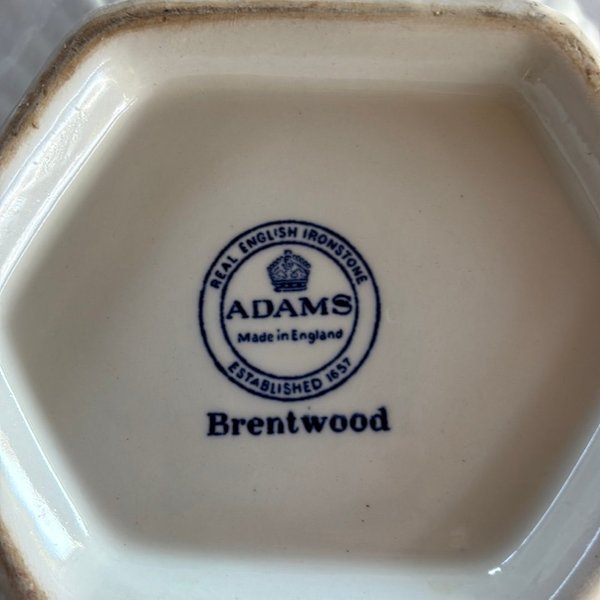 REAL ENGLISH IRONSTONE
ADAMS
Made in England
ESTABLISHED 1657
Brentwood